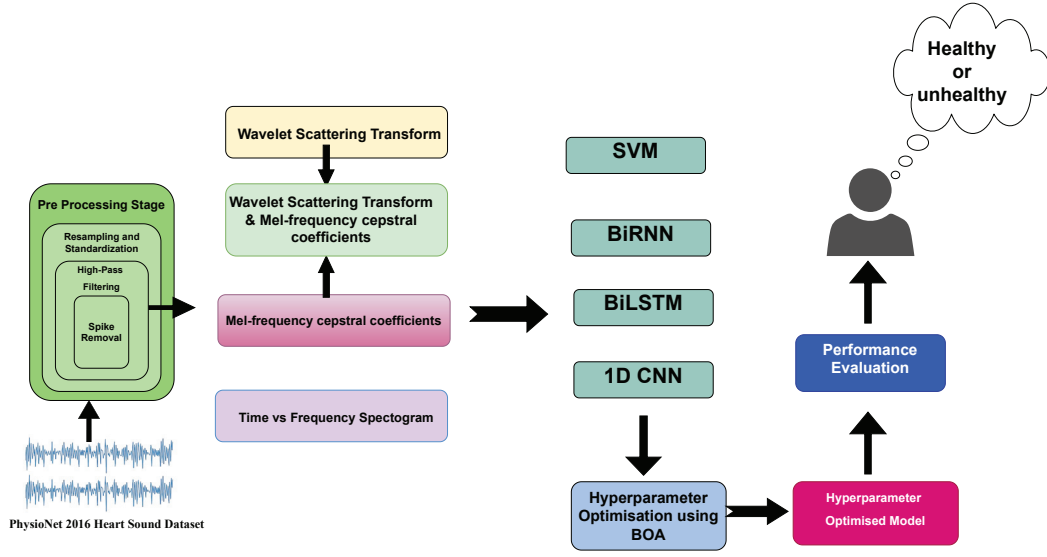 Pre Processing Stage
Resampling and
Standardization
High-Pass
Filtering
Spike
Removal
PhysioNet 2016 Heart Sound Dataset
Wavelet Scattering Transform
Wavelet Scattering Transform
& Mel-frequency cepstral
coefficients
Mel-frequency cepstral coefficients
Time vs Frequency Spectogram
SVM
BiRNN
BiLSTM
1D CNN
Hyperparameter
Optimisation using
BOA
Hyperparameter
Optimised Model
Performance
Evaluation
Healthy
or
unhealthy